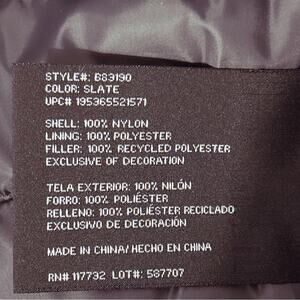 STYLE#: B89190
COLOR: SLATE
UPC# 195365521571
SHELL: 100% NYLON
LINING: 100% POLYESTER
FILLER: 100% RECYCLED POLYESTER
EXCLUSIVE OF DECORATION
TELA EXTERIOR: 100% NILÓN
FORRO: 100% POLIÉSTER
RELLENO: 100% POLIÉSTER RECICLADO
EXCLUSIVO DE DECORACIÓN
MADE IN CHINA/ HECHO EN CHINA
RN# 117732 LOT#: 587707